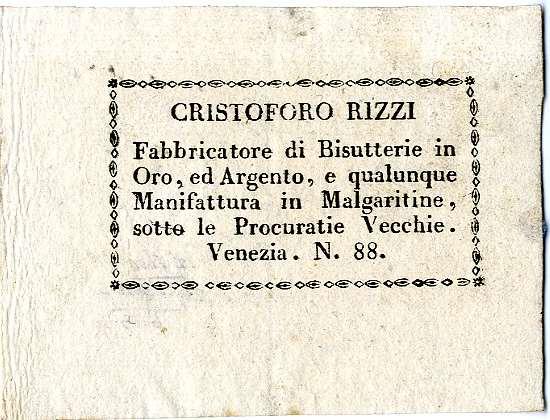 CRISTOFORO RIZZI
Fabbricatore di Bisutterie in
Oro, ed Argento, e qualunque
Manifattura in Malgaritine,
sotto le Procuratie Vecchie.
Venezia. N. 88.